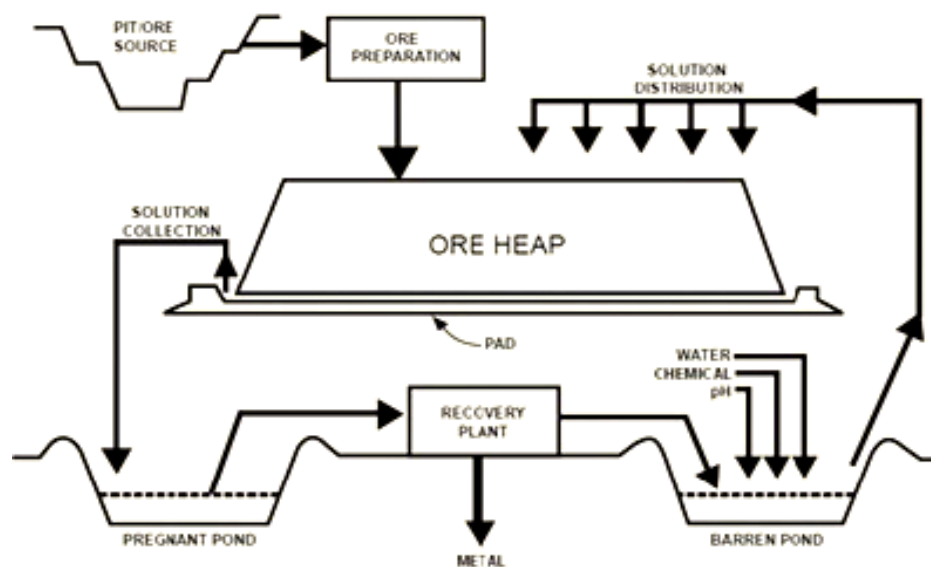 PIT/ORE
SOURCE
ORE
PREPARATION
SOLUTION
DISTRIBUTION
SOLUTION
COLLECTION
ORE HEAP
PAD
WATER
CHEMICAL
pH
RECOVERY
PLANT
PREGNANT POND
BARREN POND
METAL